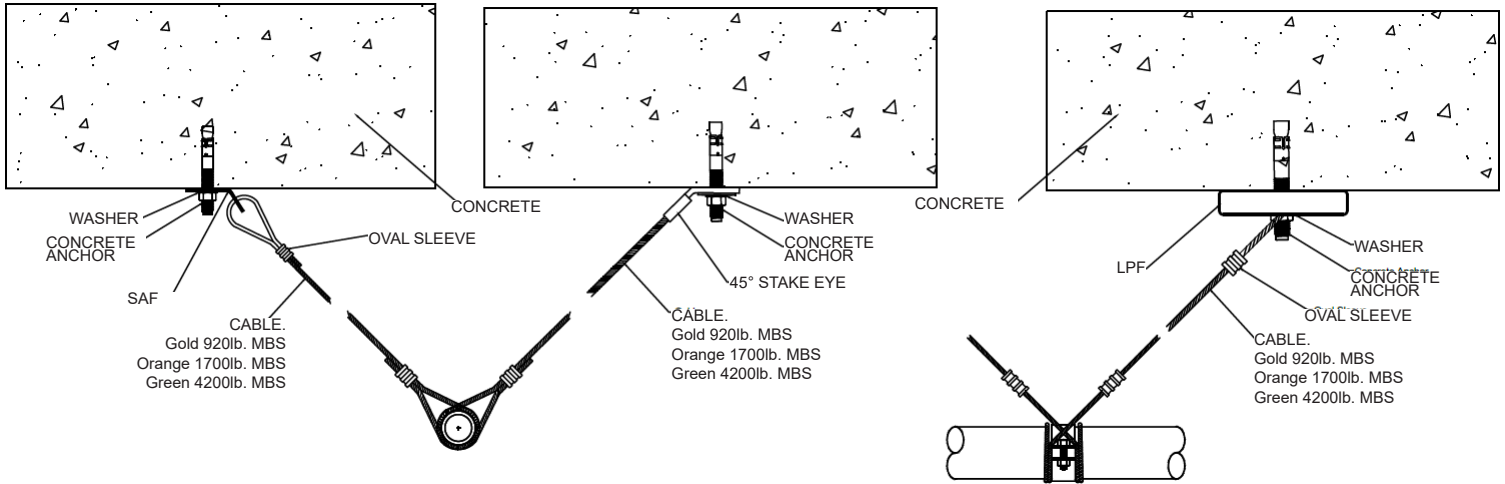 WASHER
CONCRETE
ANCHOR
SAF
OVAL SLEEVE
CONCRETE
CABLE.
Gold 920lb. MBS
Orange 1700lb. MBS
Green 4200lb. MBS
WASHER
CONCRETE
ANCHOR
45° STAKE EYE
CABLE.
Gold 920lb. MBS
Orange 1700lb. MBS
Green 4200lb. MBS
CONCRETE
LPF
WASHER
CONCRETE
ANCHOR
OVAL SLEEVE
CABLE.
Gold 920lb. MBS
Orange 1700lb. MBS
Green 4200lb. MBS